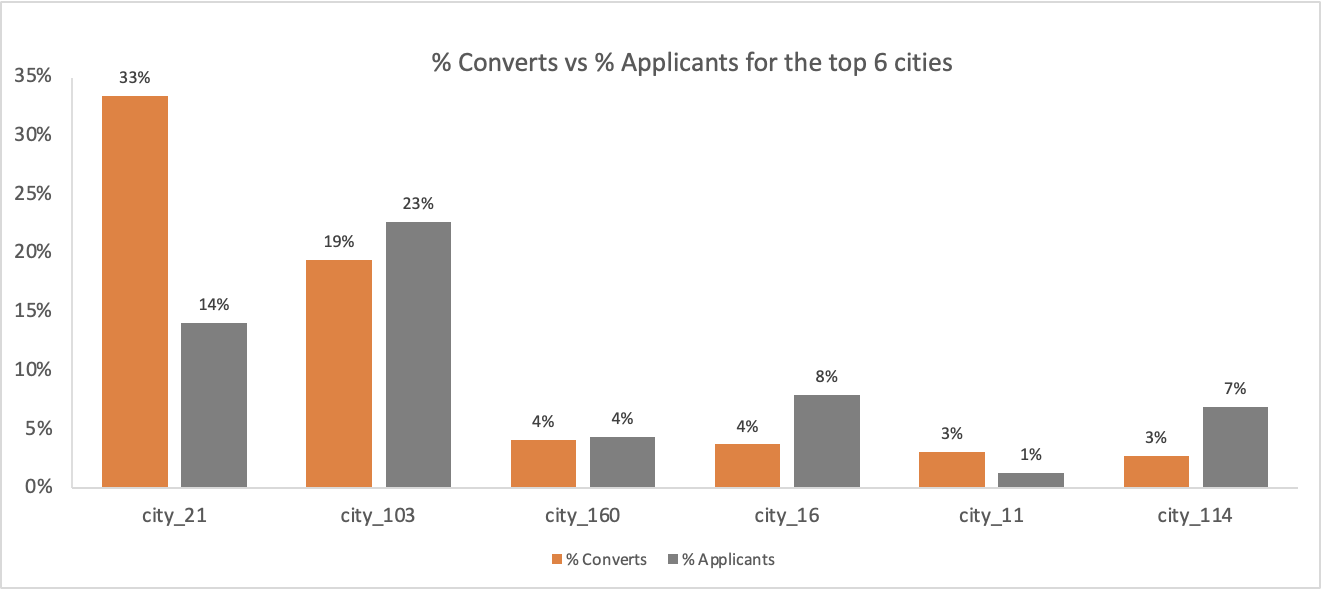 % Converts vs % Applicants for the top 6 cities
35%
30%
25%
20%
15%
10%
5%
0%
33%
14%
19%
23%
4%
4%
4%
8%
3%
1%
3%
7%
city_21
city_103
city_160
city_16
city_11
city_114
% Converts
% Applicants